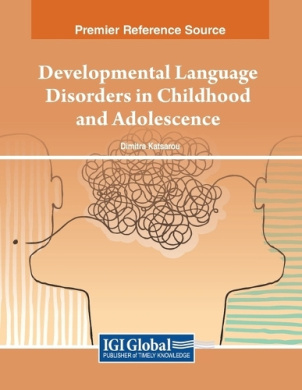 Premier Reference Source
Developmental Language
Disorders in Childhood
and Adolescence
Dimitra Katsarou
IGI Global
PUBLISHER of TIMELY KNOWLEDGE